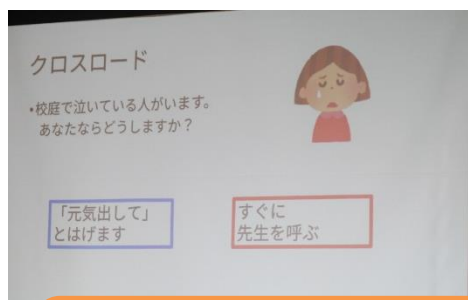 クロスロード
•校庭で泣いている人がいます。
あなたならどうしますか？
「元気出して」
とはげます
すぐに
先生を呼ぶ